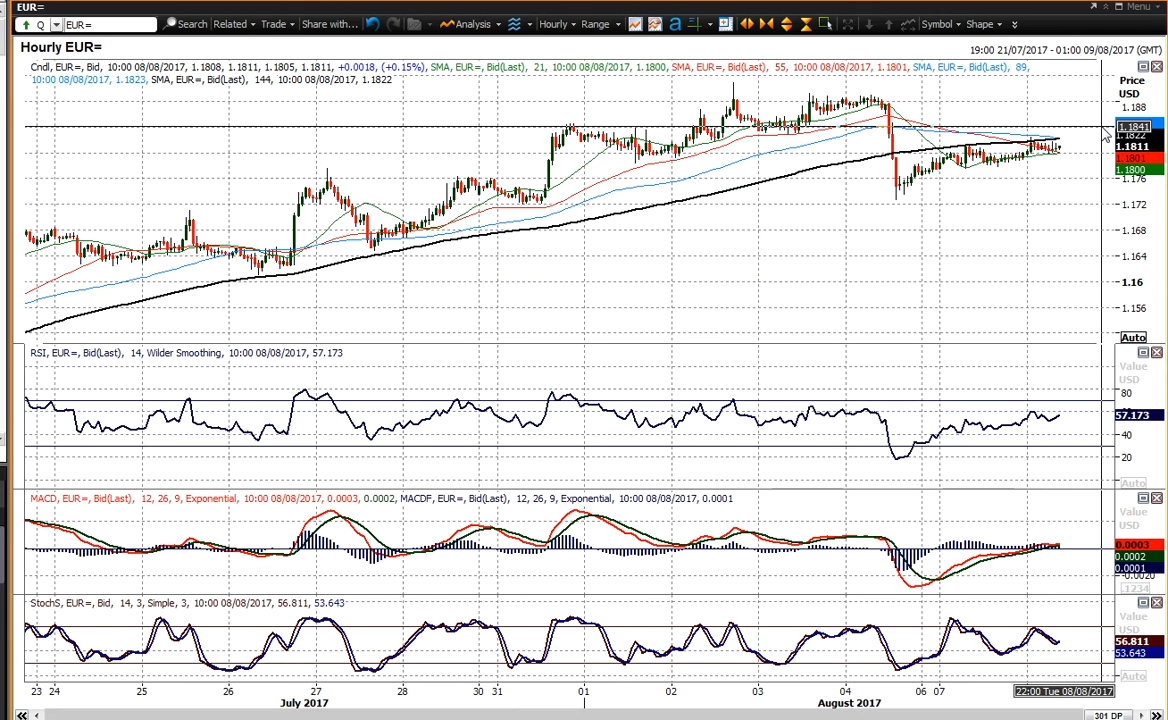 EUR=
Menu
Q EUR= Search Related Trade Share with... Analysis Hourly Range a Symbol Shape
Hourly EUR=
19:00 21/07/2017 - 01:00 09/08/2017 (GMT)
Cndl, EUR=, Bid, 10:00 08/08/2017, 1.1808, 1.1811, 1.1805, 1.1811, +0.0018, (+0.15%), SMA, EUR=, Bid(Last), 21, 10:00 08/08/2017, 1.1800, SMA, EUR=, Bid(Last), 55, 10:00 08/08/2017, 1.1801, SMA, EUR=, Bid(Last), 89,
10:00 08/08/2017, 1.1823, SMA, EUR=, Bid(Last), 144, 10:00 08/08/2017, 1.1822
Price
USD
1.188
1.1841
1.1822
1.1811
1.1801
1.1800
1.176
1.172
1.168
1.164
1.16
1.156
Auto
RSI, EUR=, Bid(Last), 14, Wilder Smoothing, 10:00 08/08/2017, 57.173
Value
USD
80
57.173
40
20
Auto
MACD, EUR=, Bid(Last), 12, 26, 9, Exponential, 10:00 08/08/2017, 0.0003, 0.0002, MACDF, EUR=, Bid(Last), 12, 26, 9, Exponential, 10:00 08/08/2017, 0.0001
Value
USD
0.0003
0.0002
0.0001
-0.0020
.1234
StochS, EUR=, Bid, 14, 3, Simple, 3, 10:00 08/08/2017, 56.811, 53.643
Value
USD
56.811
53.643
Auto
23 24 25 26 27 28 30 31 01 02 03 04 06 07 22:00 Tue 08/08/2017
July 2017 August 2017
301 DP